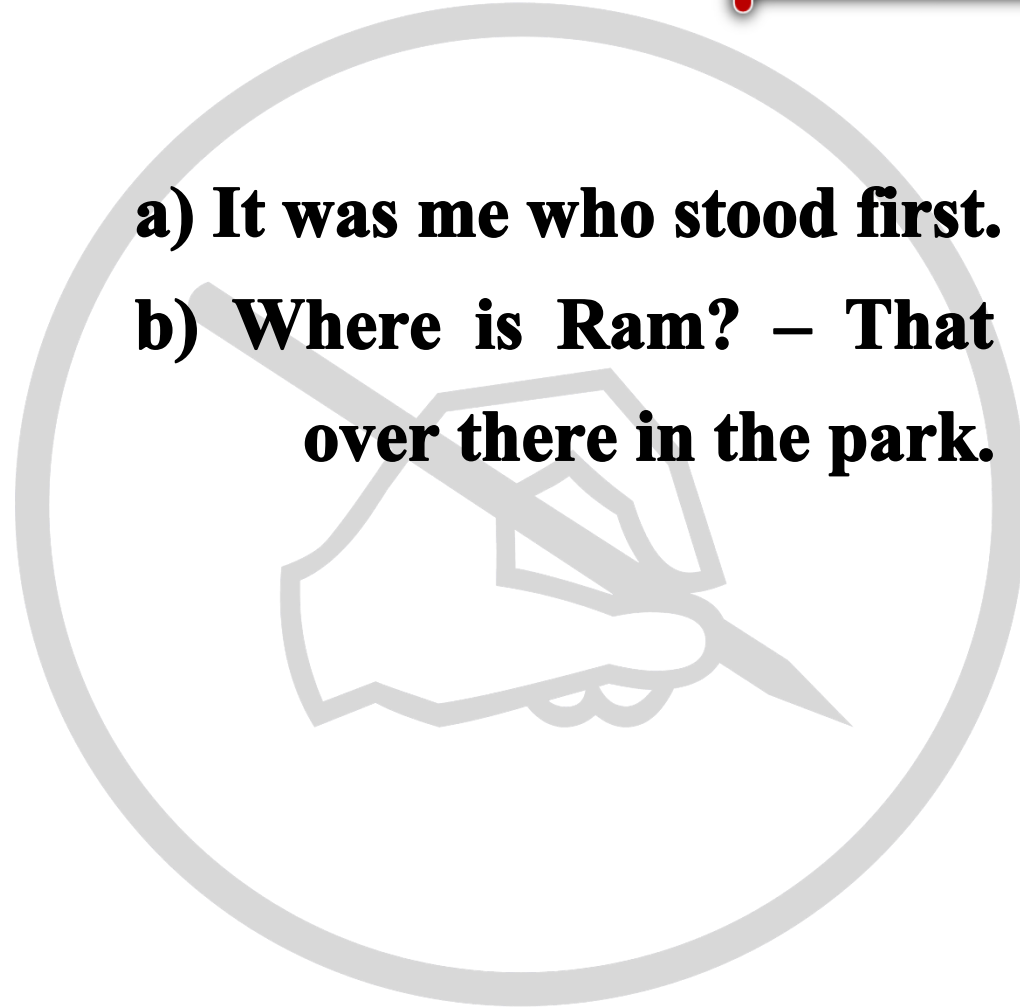 a) It was me who stood first.
b) Where is Ram? – That
over there in the park.